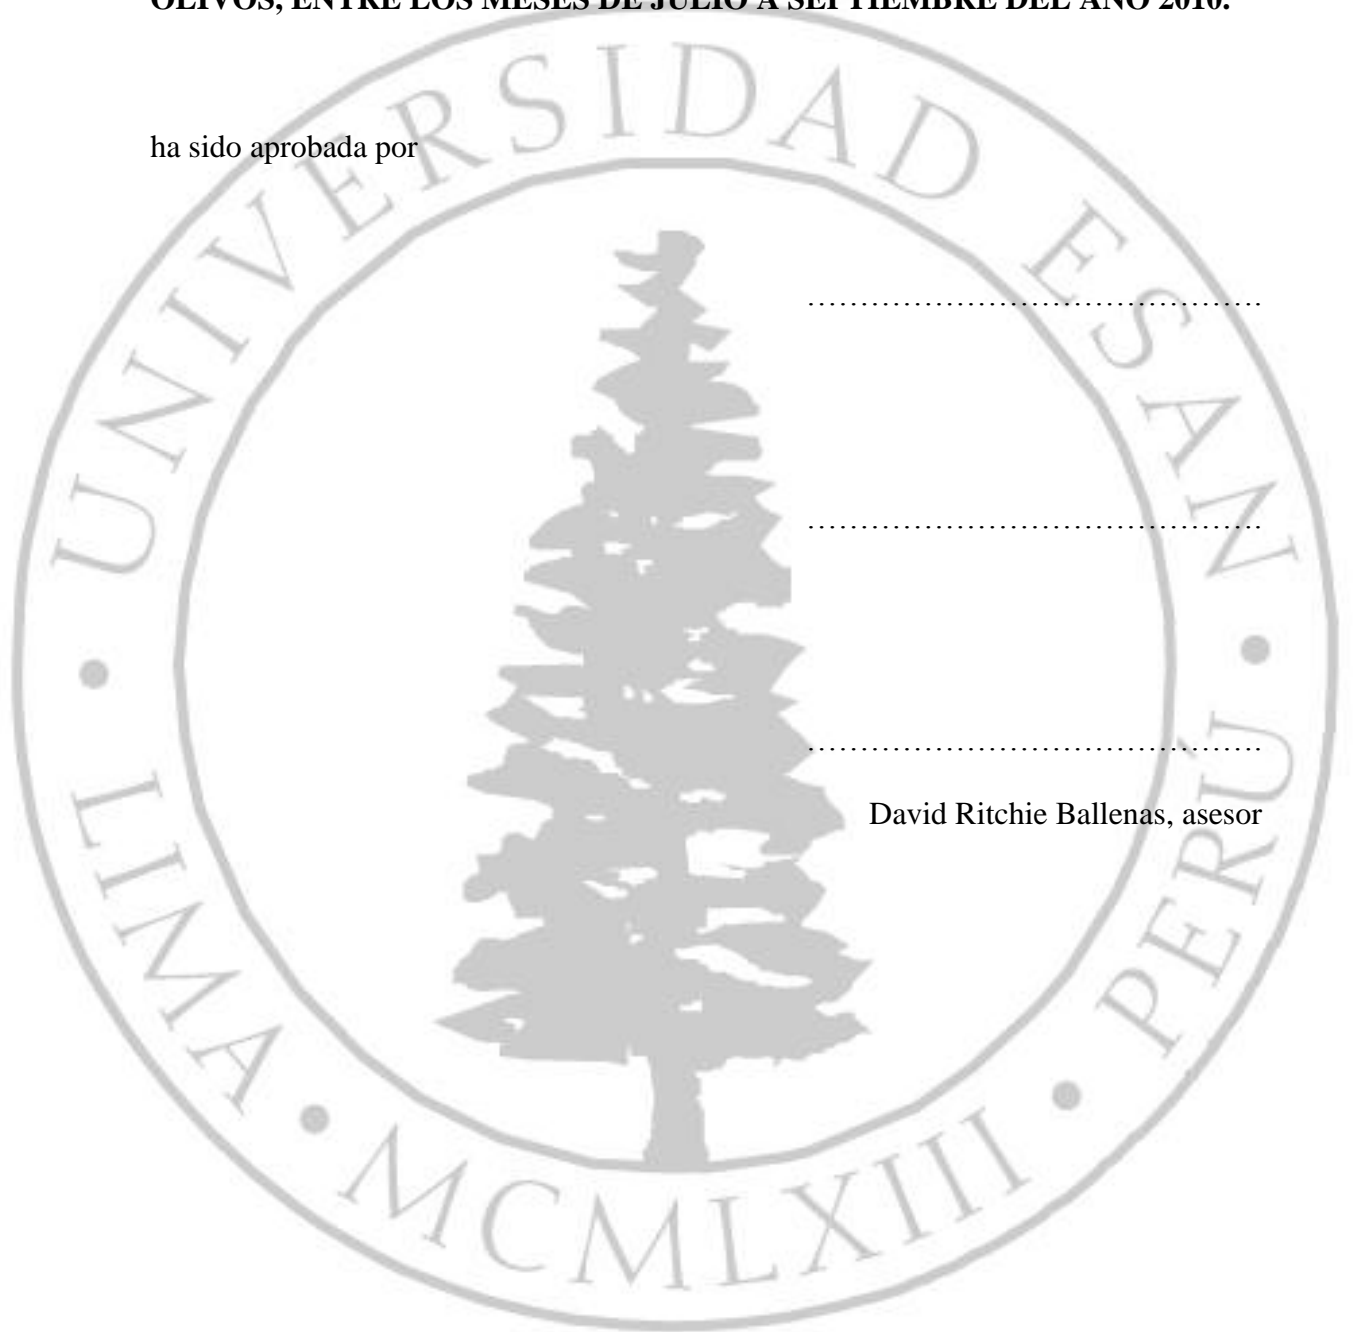 OLIVOS, ENTRE LOS MESES DE JULIO A SEPTIEMBRE DEL AÑO 2010.
ha sido aprobada por
UNIVERSIDAD ESAN
……………………………………
……………………………………
……………………………………
David Ritchie Ballenas, asesor
• LIMA • MCMLXIII • PERÚ •